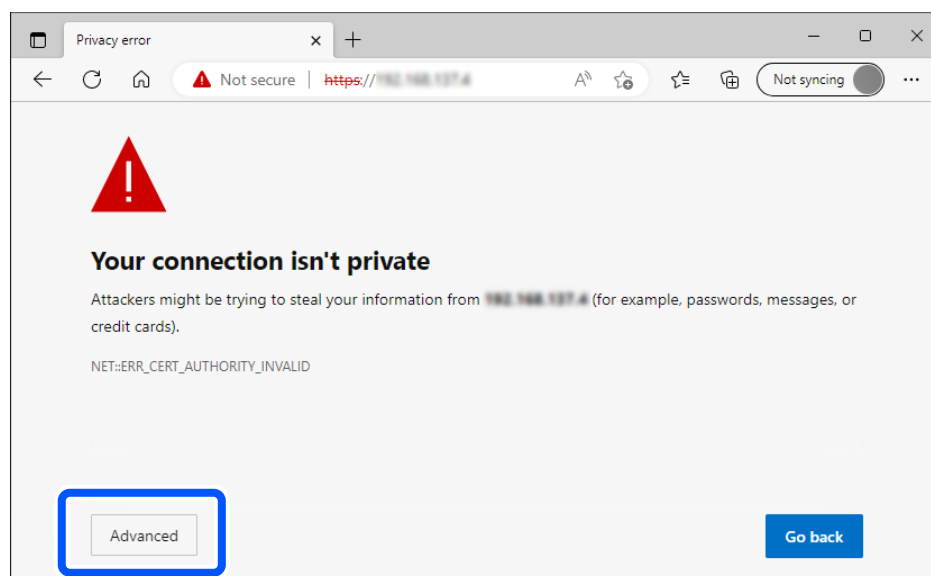 Privacy error
Not secure | https://
Not syncing
Your connection isn't private
Attackers might be trying to steal your information from (for example, passwords, messages, or
credit cards).
NET::ERR_CERT_AUTHORITY_INVALID
Advanced
Go back